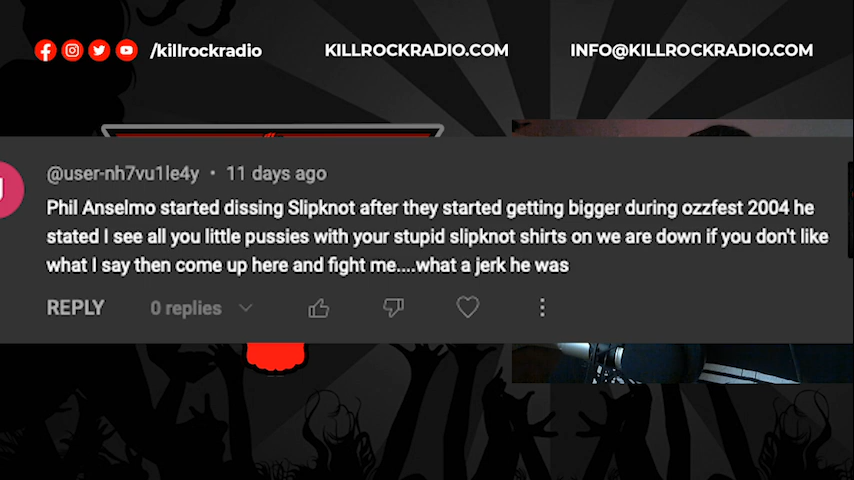 /killrockradio
KILLROCKRADIO.COM
INFO@KILLROCKRADIO.COM
@user-nh7vu1le4y • 11 days ago
Phil Anselmo started dissing Slipknot after they started getting bigger during ozzfest 2004 he
stated I see all you little pussies with your stupid slipknot shirts on we are down if you don't like
what I say then come up here and fight me....what a jerk he was
REPLY
0 replies